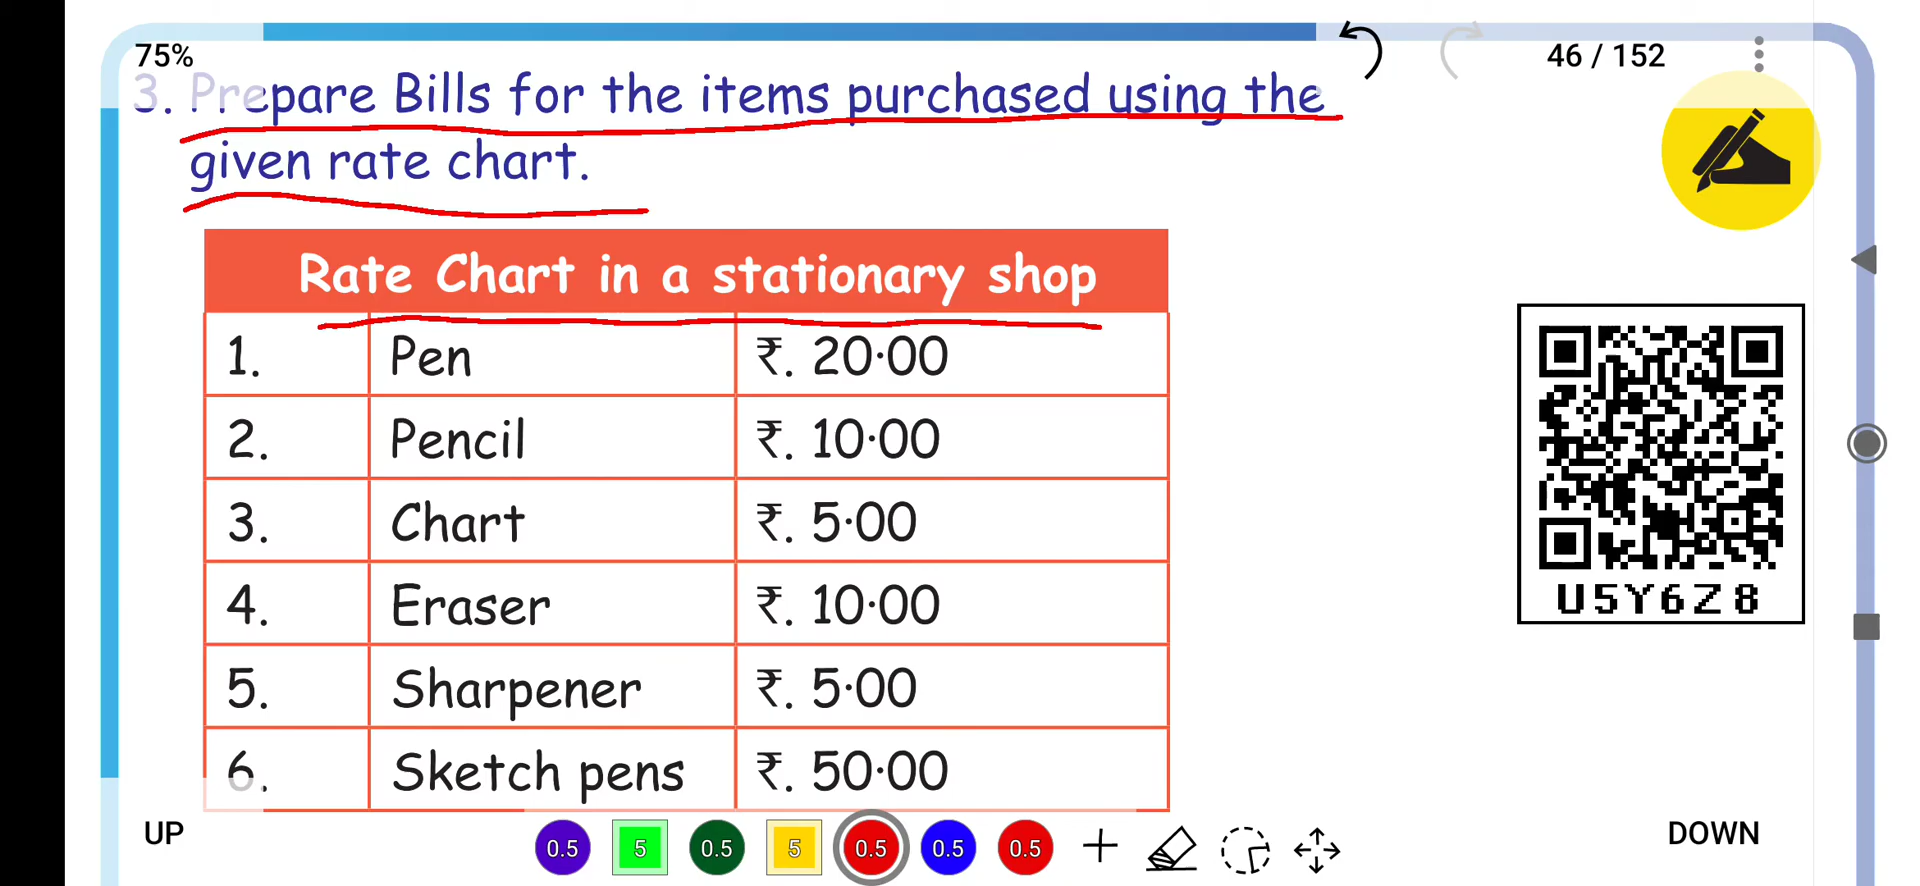 75%
46 / 152
3. Prepare Bills for the items purchased using the
given rate chart.
Rate Chart in a stationary shop
1. Pen ₹. 20·00
2. Pencil ₹. 10·00
3. Chart ₹. 5·00
4. Eraser ₹. 10·00
5. Sharpener ₹. 5·00
6. Sketch pens ₹. 50·00
U5Y6Z8
UP
0.5 5 0.5 5 0.5 0.5 0.5
DOWN